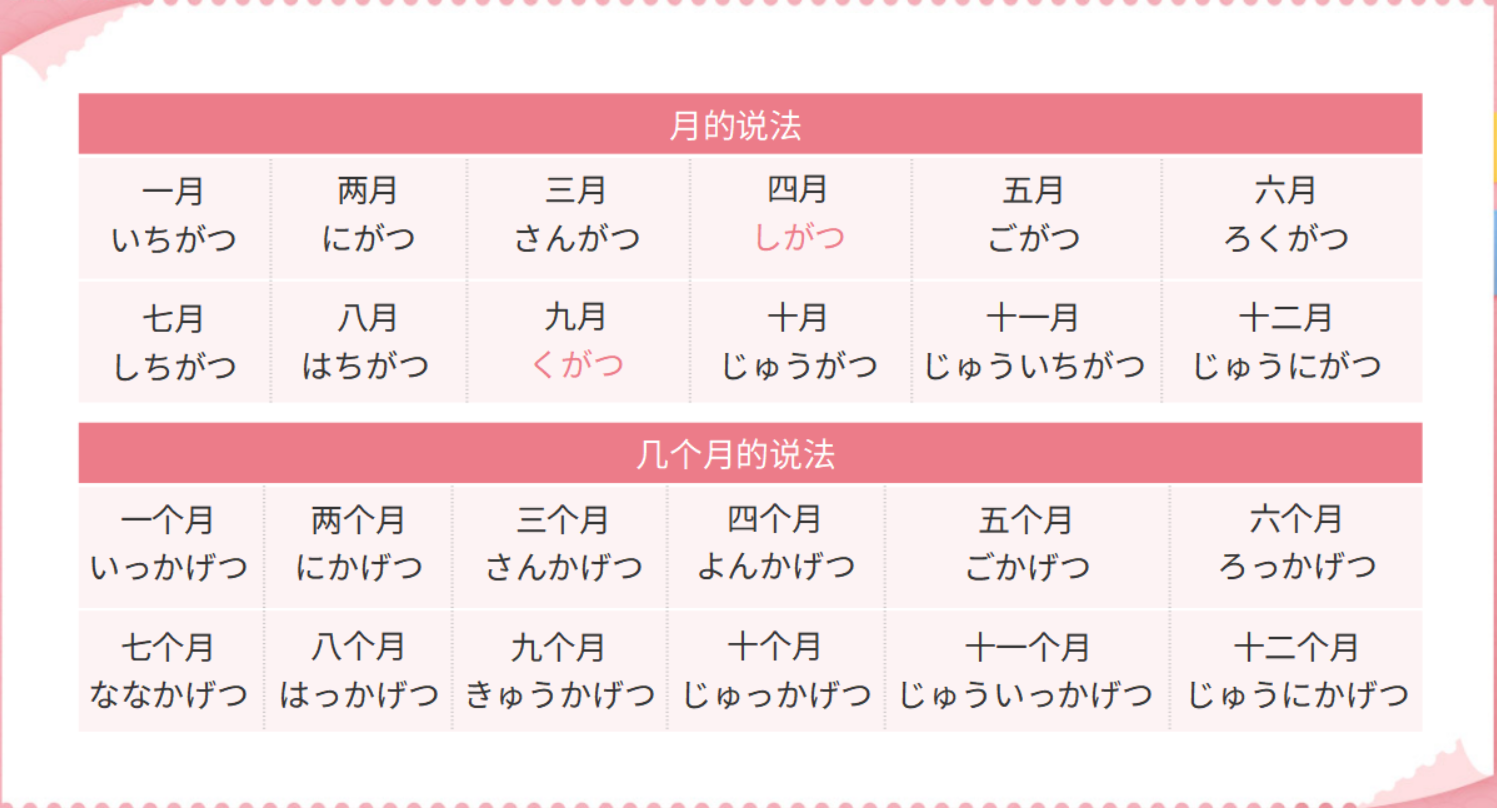 月的说法
一月 两月 三月 四月 五月 六月
いちがつ にがつ さんがつ しがつ ごがつ ろくがつ
七月 八月 九月 十月 十一月 十二月
しちがつ はちがつ くがつ じゅうがつ じゅういちがつ じゅうにがつ
几个月的说法
一个月 两个月 三个月 四个月 五个月 六个月
いっかげつ にかげつ さんかげつ よんかげつ ごかげつ ろっかげつ
七个月 八个月 九个月 十个月 十一个月 十二个月
ななかげつ はっかげつ きゅうかげつ じゅっかげつ じゅういっかげつ じゅうにかげつ